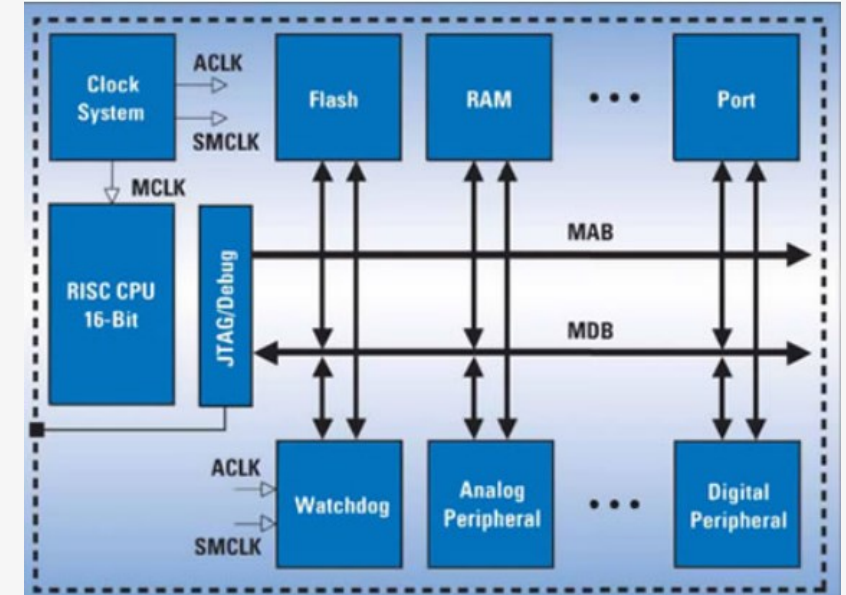 Clock
System
ACLK
SMCLK
Flash
RAM
• • •
Port
MCLK
RISC CPU
16-Bit
JTAG/Debug
MAB
MDB
ACLK
SMCLK
Watchdog
Analog
Peripheral
• • •
Digital
Peripheral